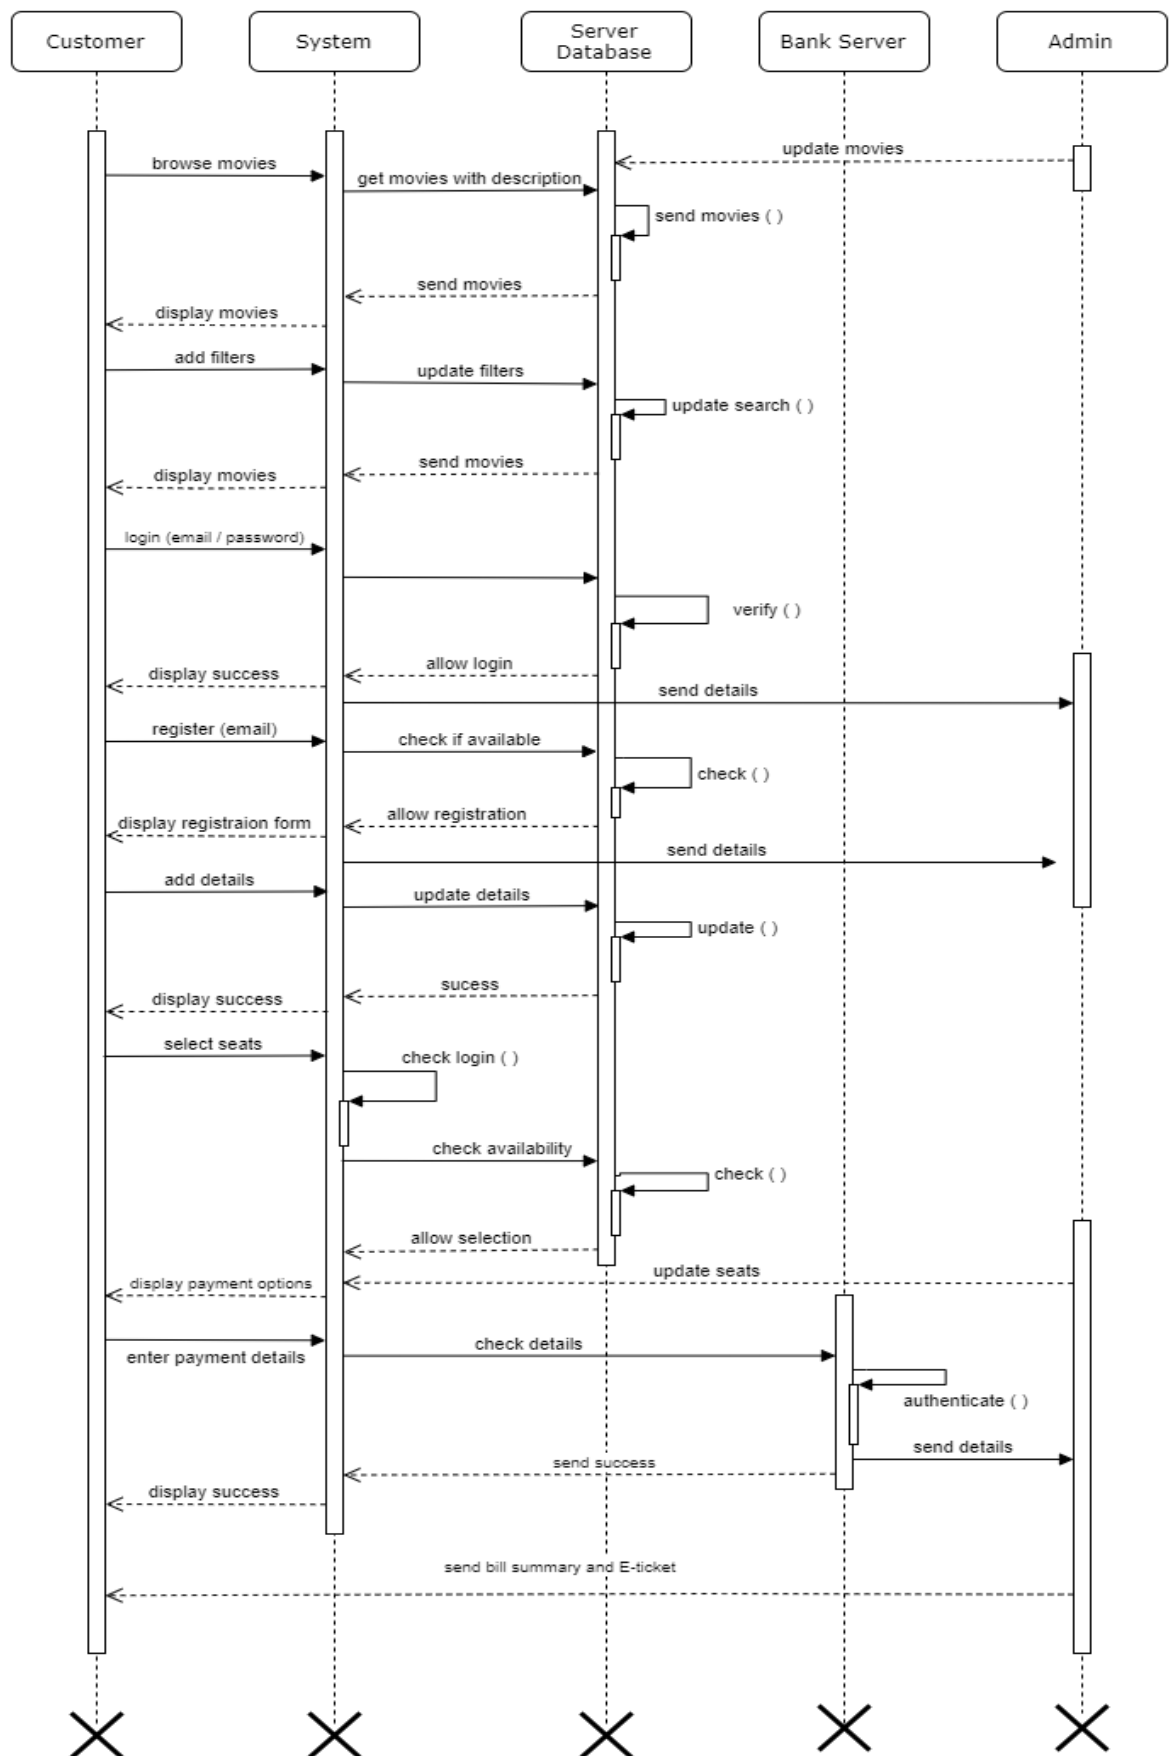 Customer
System
Server
Database
Bank Server
Admin
update movies
browse movies
get movies with description
send movies ( )
send movies
display movies
add filters
update filters
update search ( )
send movies
display movies
login (email / password)
verify ( )
allow login
display success
send details
register (email)
check if available
check ( )
allow registration
display registraion form
send details
add details
update details
update ( )
sucess
display success
select seats
check login ( )
check availability
check ( )
allow selection
update seats
display payment options
check details
enter payment details
authenticate ( )
send details
send success
display success
send bill summary and E-ticket